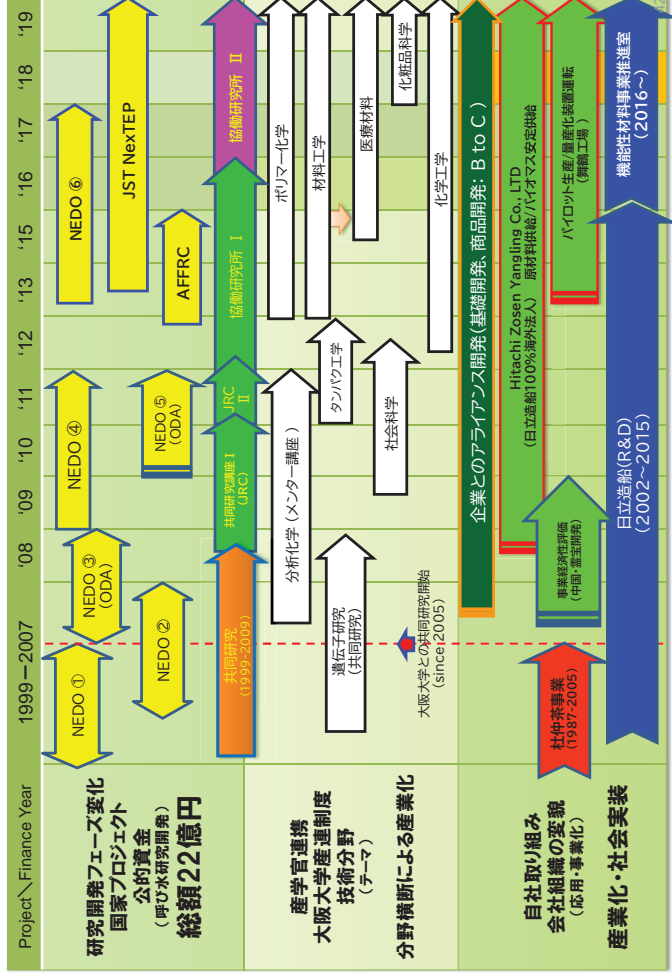 Project＼Finance Year
1999－2007
'08
'09
'10
'11
'12
'13
'15
'16
'17
'18
'19
研究開発フェーズ変化
国家プロジェクト
公的資金
（呼び水研究開発）
総額22億円
NEDO ①
NEDO ②
NEDO ③
(ODA)
NEDO ④
NEDO ⑤
(ODA)
NEDO ⑥
AFFRC
JST NexTEP
共同研究
(1999-2009)
共同研究講座 Ⅰ
(JRC)
JRC
Ⅱ
協働研究所 Ⅰ
協働研究所 Ⅱ
産学官連携
大阪大学産連制度
技術分野
（テーマ）
分野横断による産業化
分析化学（メンター講座）
ポリマー化学
遺伝子研究
（共同研究）
タンパク工学
材料工学
社会科学
医療材料
化粧品科学
化学工学
大阪大学との共同研究開始
(since 2005)
自社取り組み
会社組織の変貌
（応用・事業化）
産業化・社会実装
企業とのアライアンス開発（基礎開発、商品開発：B to C ）
Hitachi Zosen Yangling Co., LTD
（日立造船100%海外法人） 原材料供給/バイオマス安定供給
杜仲茶事業
(1987-2005)
事業経済性評価
（中国・霊宝開発）
パイロット生産/量産化装置運転
（舞鶴工場 ）
日立造船(R&D)
(2002～2015)
機能性材料事業推進室
(2016～)